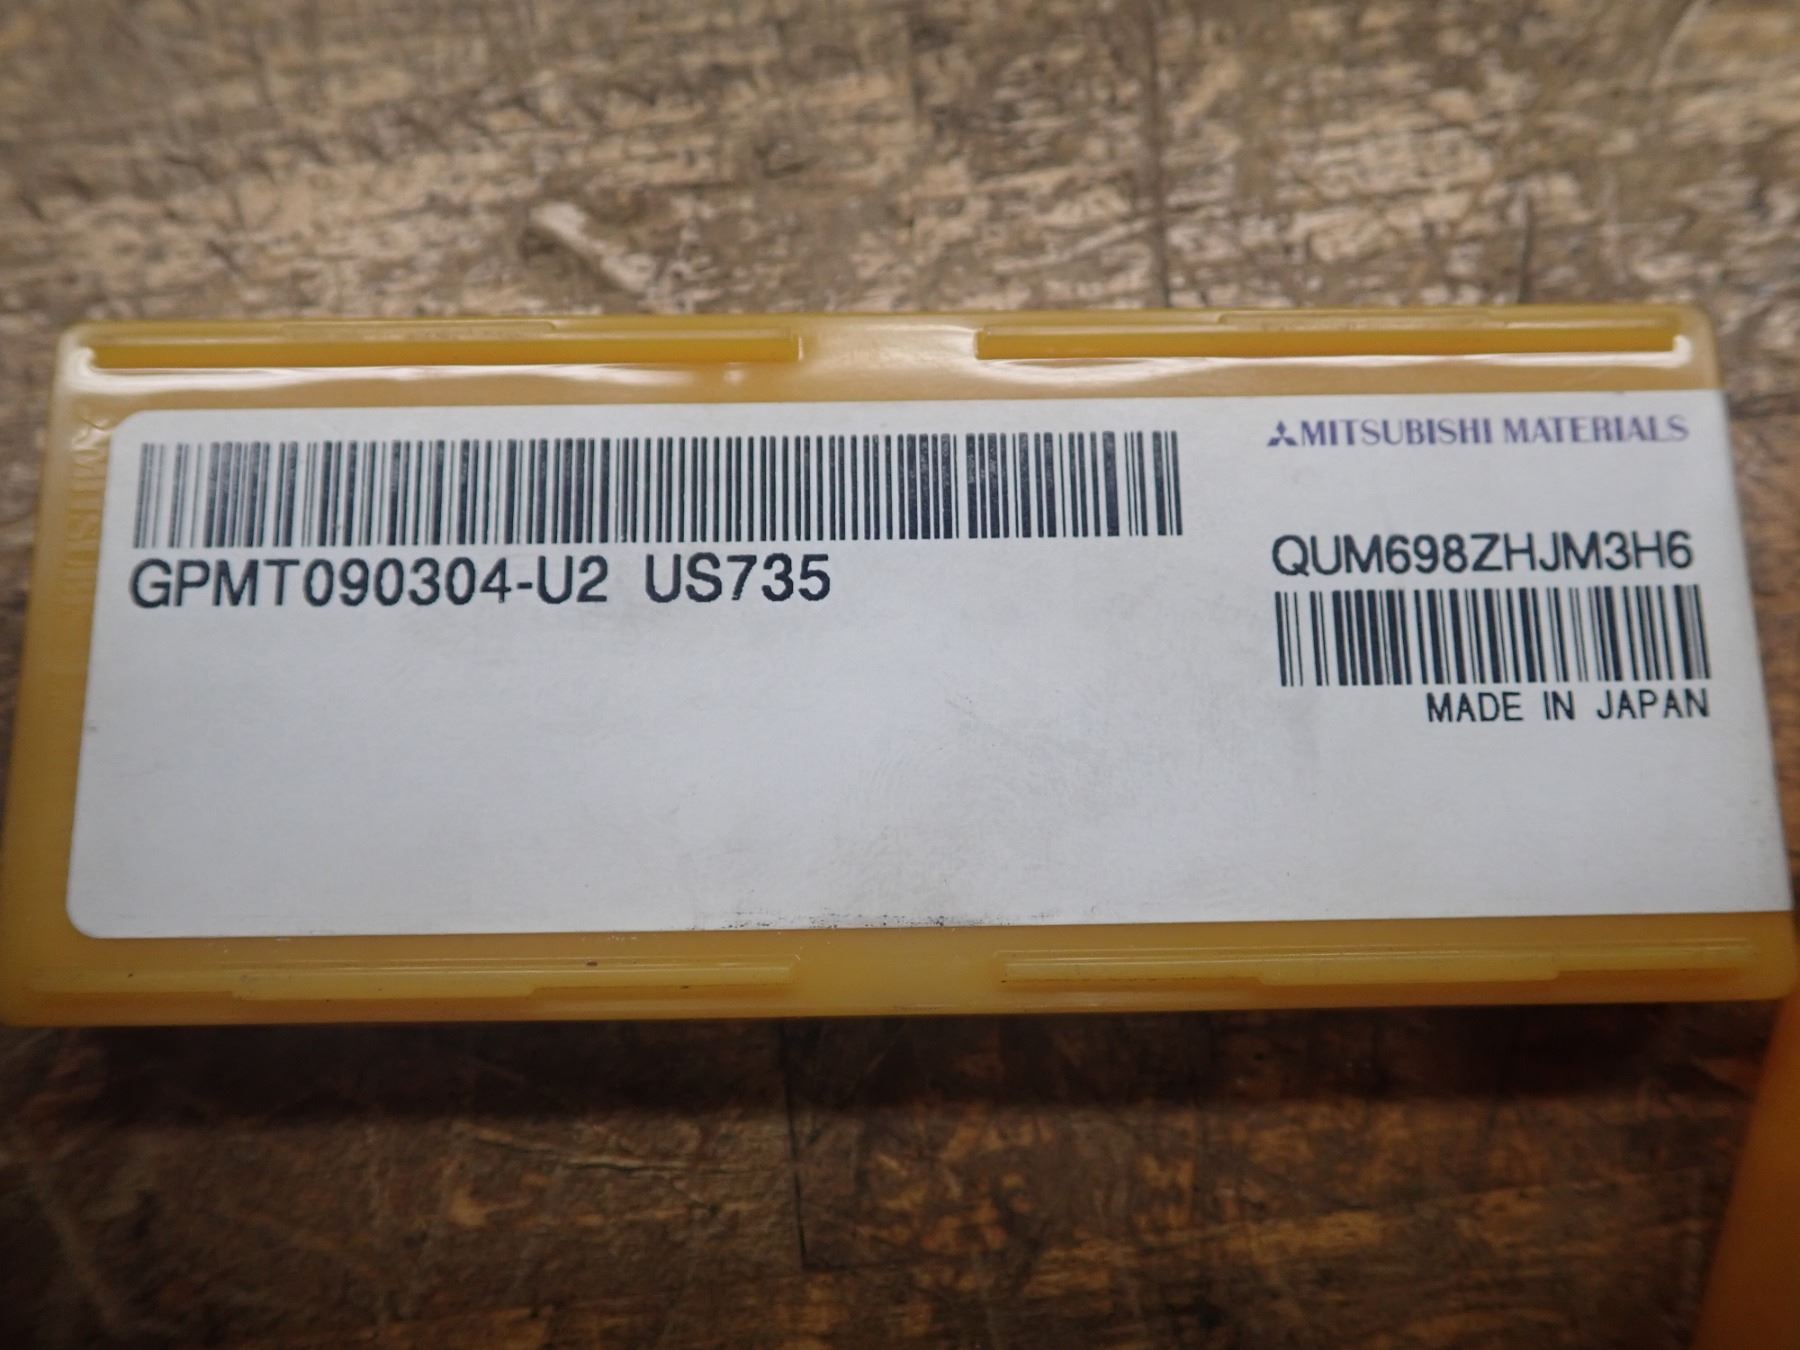 MITSUBISHI MATERIALS
GPMT090304-U2 US735
QUM698ZHJM3H6
MADE IN JAPAN